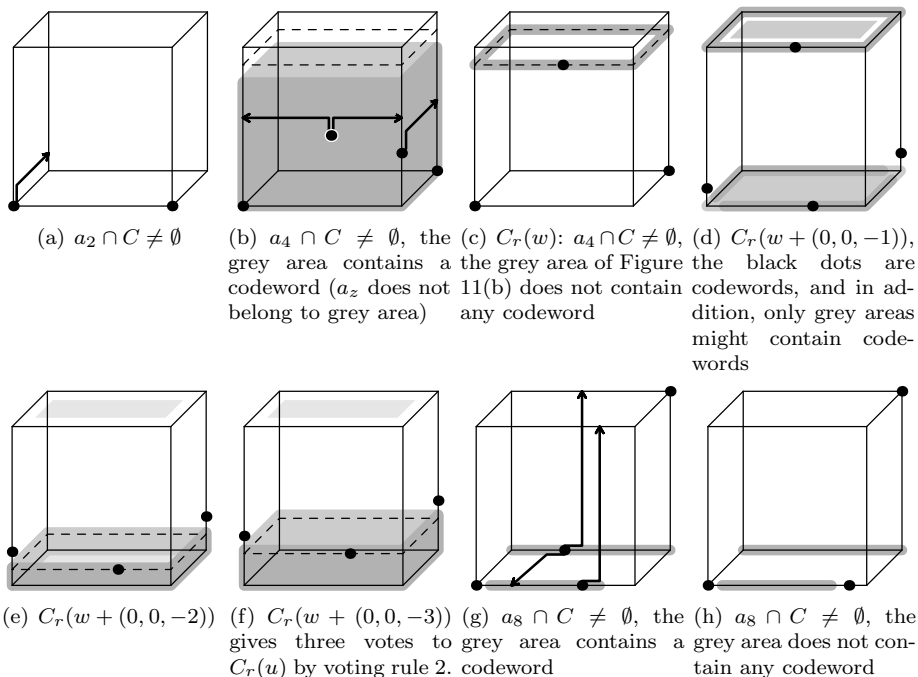 (a) a₂ ∩ C ≠ ∅
(b) a₄ ∩ C ≠ ∅, the
grey area contains a
codeword (a_z does not
belong to grey area)
(c) C_r(w): a₄ ∩ C ≠ ∅,
the grey area of Figure
11(b) does not contain
any codeword
(d) C_r(w + (0, 0, −1)),
the black dots are
codewords, and in ad-
dition, only grey areas
might contain code-
words
(e) C_r(w + (0, 0, −2))
(f) C_r(w + (0, 0, −3))
gives three votes to
C_r(u) by voting rule 2.
(g) a₈ ∩ C ≠ ∅, the
grey area contains a
codeword
(h) a₈ ∩ C ≠ ∅, the
grey area does not con-
tain any codeword